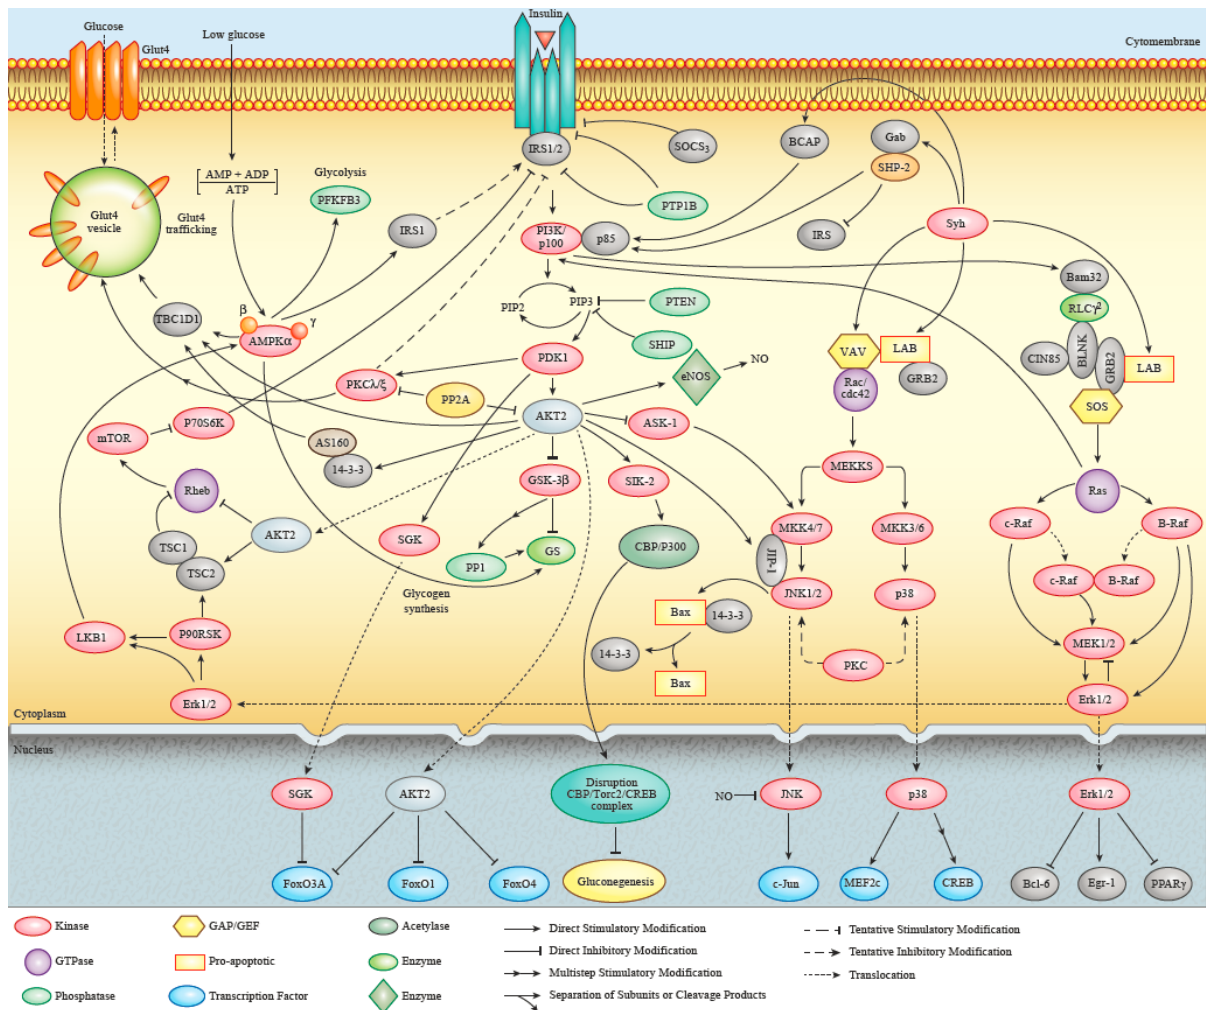 Insulin
Glucose
Glut4
Low glucose
Cytomembrane
IRS1/2
SOCS3
BCAP
Gab
SHP-2
AMP + ADP
ATP
Glycolysis
PFKFB3
Glut4
vesicle
Glut4
trafficking
IRS1
PTP1B
IRS
Syh
PI3K/
p100
p85
Bam32
RLCγ2
PIP2
PIP3
PTEN
TBC1D1
β
γ
AMPKα
SHIP
VAV
LAB
CIN85
BLNK
GRB2
LAB
PDK1
eNOS
NO
Rac/
cdc42
GRB2
PKCλ/ξ
PP2A
SOS
AKT2
ASK-1
P70S6K
mTOR
AS160
14-3-3
MEKKS
GSK-3β
SIK-2
Rheb
Ras
c-Raf
B-Raf
MKK4/7
MKK3/6
AKT2
SGK
TSC1
TSC2
CBP/P300
JIP-1
PP1
GS
c-Raf
B-Raf
Glycogen
synthesis
JNK1/2
p38
Bax
14-3-3
LKB1
P90RSK
MEK1/2
14-3-3
PKC
Bax
Erk1/2
Erk1/2
Cytoplasm
Nucleus
SGK
AKT2
Disruption
CBP/Torc2/CREB
complex
NO
JNK
p38
Erk1/2
FoxO3A
FoxO1
FoxO4
Gluconegenesis
c-Jun
MEF2c
CREB
Bcl-6
Egr-1
PPARγ
Kinase
GAP/GEF
Acetylase
Direct Stimulatory Modification
Tentative Stimulatory Modification
Direct Inhibitory Modification
Tentative Inhibitory Modification
GTPase
Pro-apoptotic
Enzyme
Multistep Stimulatory Modification
Translocation
Phosphatase
Transcription Factor
Enzyme
Separation of Subunits or Cleavage Products